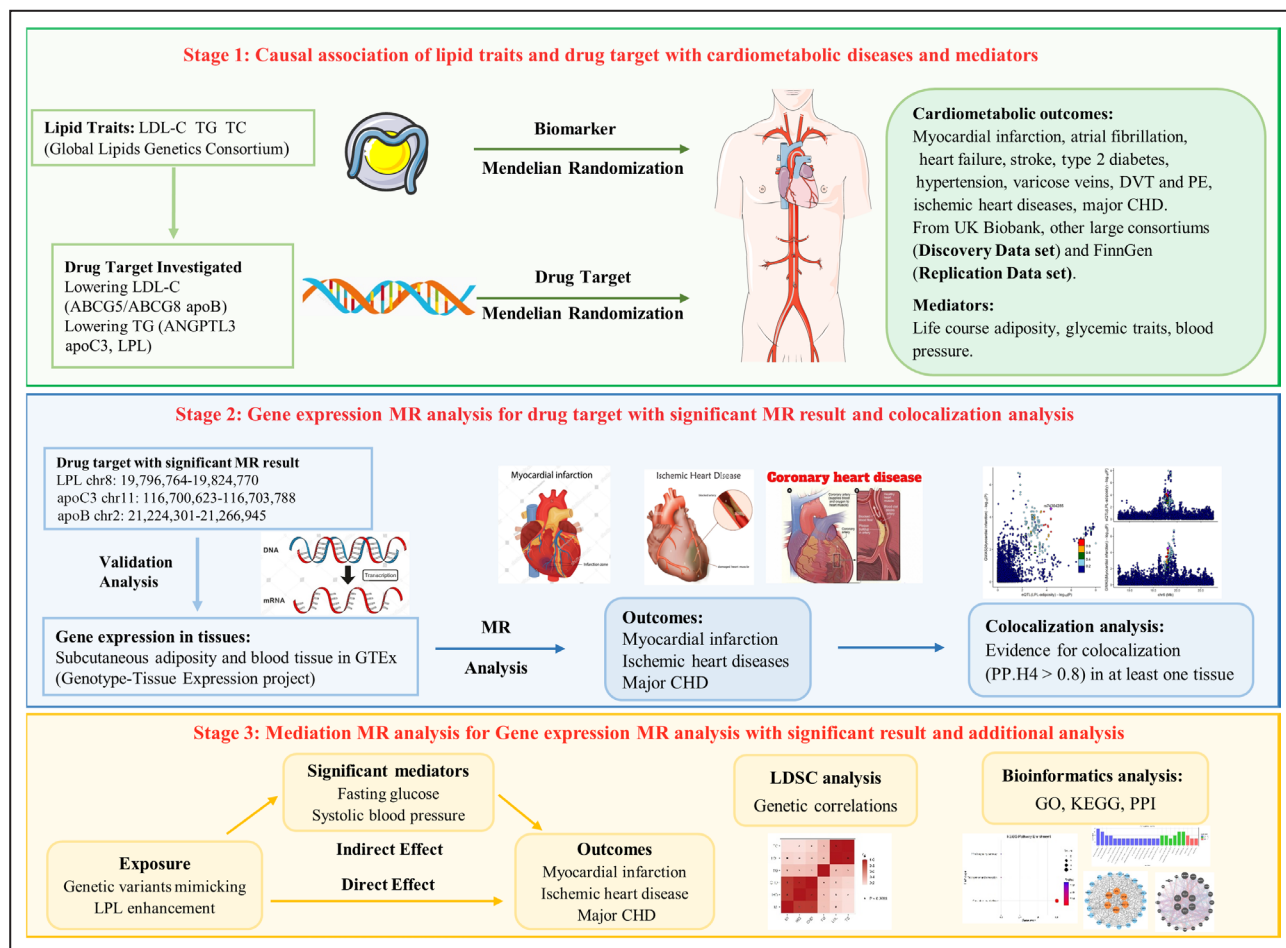 Stage 1: Causal association of lipid traits and drug target with cardiometabolic diseases and mediators
Lipid Traits: LDL-C TG TC
(Global Lipids Genetics Consortium)
Biomarker
Mendelian Randomization
Drug Target Investigated
Lowering LDL-C
(ABCG5/ABCG8 apoB)
Lowering TG (ANGPTL3
apoC3, LPL)
Drug Target
Mendelian Randomization
Cardiometabolic outcomes:
Myocardial infarction, atrial fibrillation,
heart failure, stroke, type 2 diabetes,
hypertension, varicose veins, DVT and PE,
ischemic heart diseases, major CHD.
From UK Biobank, other large consortiums
(Discovery Data set) and FinnGen
(Replication Data set).
Mediators:
Life course adiposity, glycemic traits, blood
pressure.
Stage 2: Gene expression MR analysis for drug target with significant MR result and colocalization analysis
Drug target with significant MR result
LPL chr8: 19,796,764-19,824,770
apoC3 chr11: 116,700,623-116,703,788
apoB chr2: 21,224,301-21,266,945
Validation
Analysis
DNA
Transcription
mRNA
Gene expression in tissues:
Subcutaneous adiposity and blood tissue in GTEx
(Genotype-Tissue Expression project)
MR
Analysis
Myocardial infarction
Infarction zone
Ischemic Heart Disease
Damaged heart muscle
Coronary heart disease
Outcomes:
Myocardial infarction
Ischemic heart diseases
Major CHD
Colocalization analysis:
Evidence for colocalization
(PP.H4 > 0.8) in at least one tissue
Stage 3: Mediation MR analysis for Gene expression MR analysis with significant result and additional analysis
Significant mediators
Fasting glucose
Systolic blood pressure
Indirect Effect
Direct Effect
Exposure
Genetic variants mimicking
LPL enhancement
Outcomes
Myocardial infarction
Ischemic heart disease
Major CHD
LDSC analysis
Genetic correlations
Bioinformatics analysis:
GO, KEGG, PPI